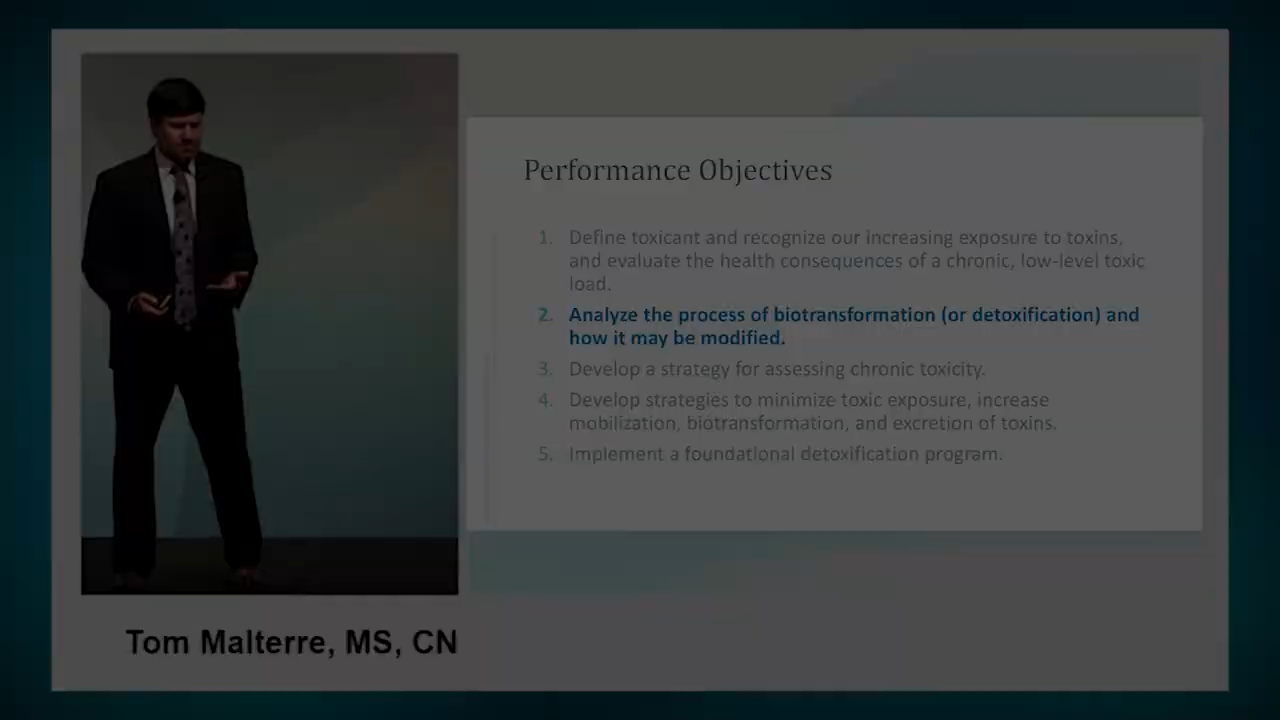 Performance Objectives
1. Define toxicant and recognize our increasing exposure to toxins,
and evaluate the health consequences of a chronic, low-level toxic
load.
2. Analyze the process of biotransformation (or detoxification) and
how it may be modified.
3. Develop a strategy for assessing chronic toxicity.
4. Develop strategies to minimize toxic exposure, increase
mobilization, biotransformation, and excretion of toxins.
5. Implement a foundational detoxification program.
Tom Malterre, MS, CN